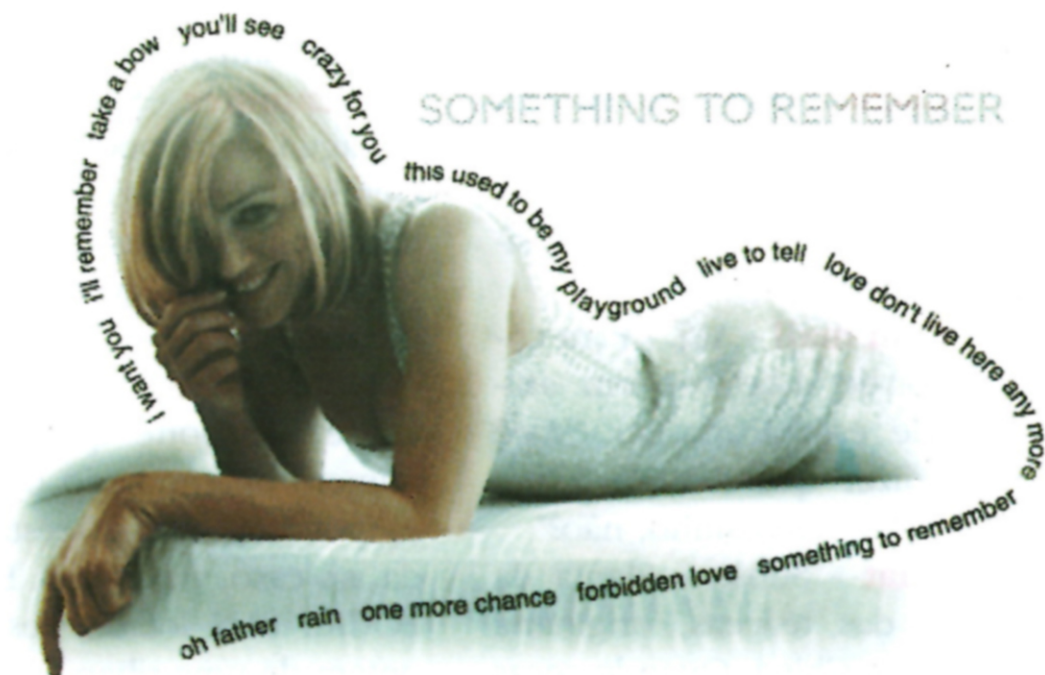 SOMETHING TO REMEMBER
I want you i'll remember take a bow you'll see crazy for you this used to be my playground live to tell love don't live here any more something to remember
oh father rain one more chance forbidden love